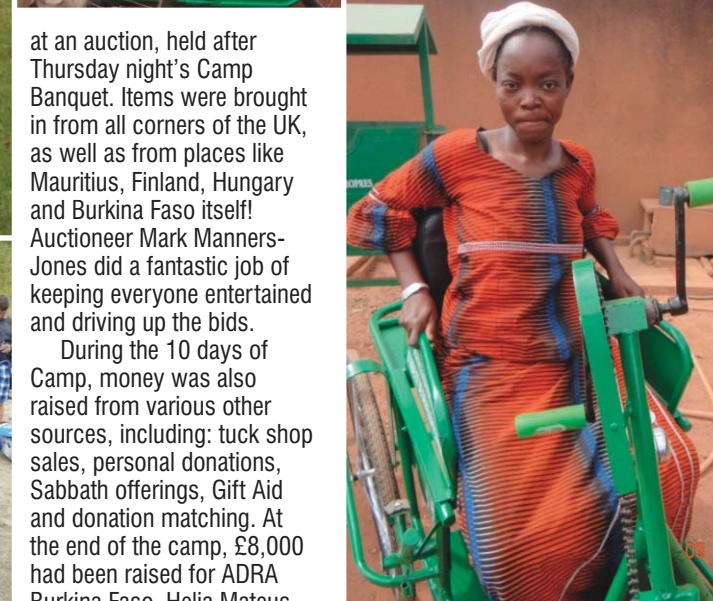 at an auction, held after
Thursday night's Camp
Banquet. Items were brought
in from all corners of the UK,
as well as from places like
Mauritius, Finland, Hungary
and Burkina Faso itself!
Auctioneer Mark Manners-
Jones did a fantastic job of
keeping everyone entertained
and driving up the bids.
During the 10 days of
Camp, money was also
raised from various other
sources, including: tuck shop
sales, personal donations,
Sabbath offerings, Gift Aid
and donation matching. At
the end of the camp, £8,000
had been raised for ADRA
Burkina Faso. Helia Mateus